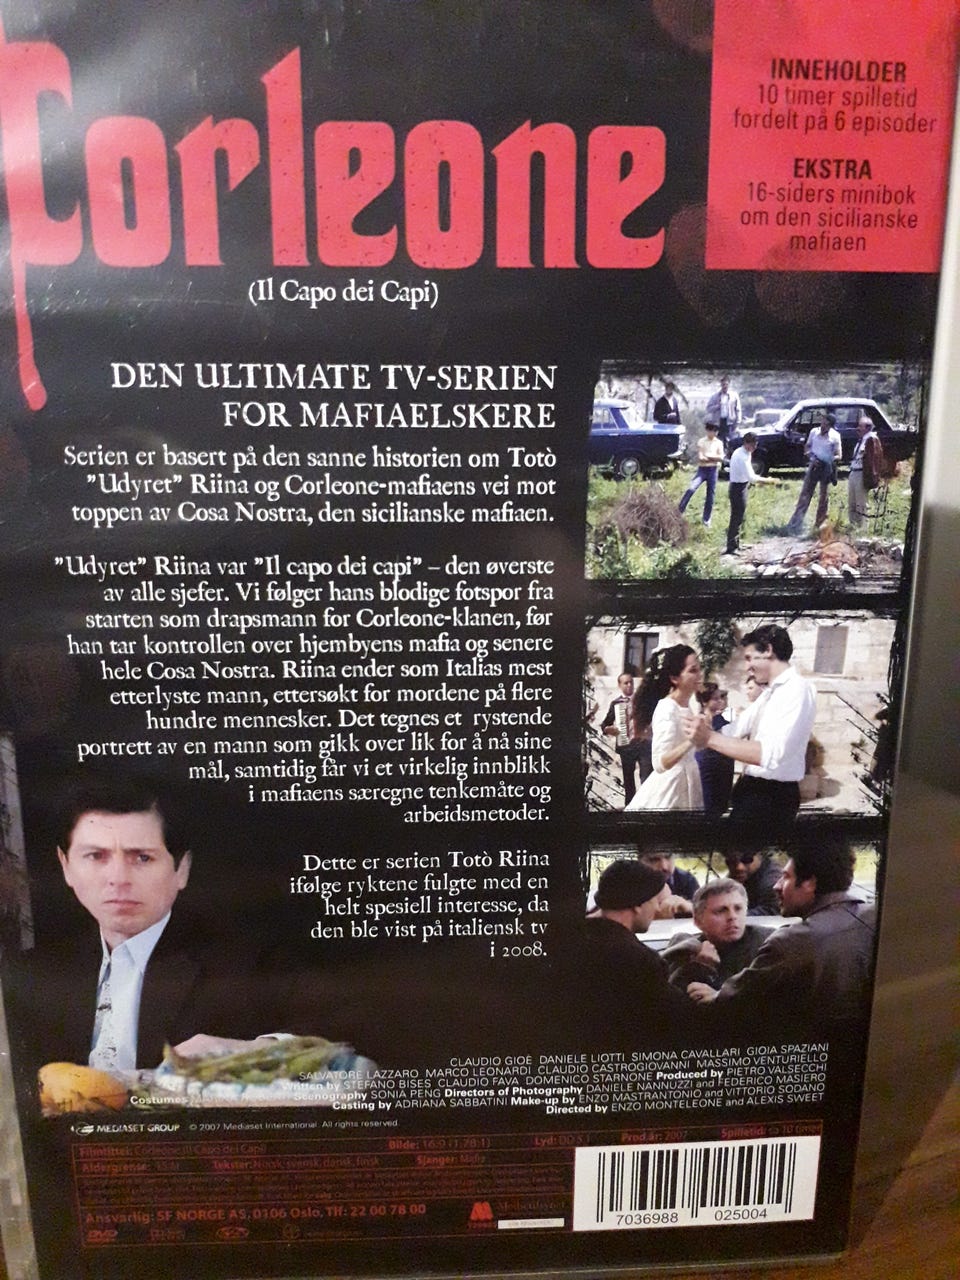 Corleone
(Il Capo dei Capi)
INNEHOLDER
10 timer spilletid
fordelt på 6 episoder
EKSTRA
16-siders minibok
om den sicilianske
mafiaen
DEN ULTIMATE TV-SERIEN
FOR MAFIAELSKERE
Serien er basert på den sanne historien om Totò
"Udyret" Riina og Corleone-mafiaens vei mot
toppen av Cosa Nostra, den sicilianske mafiaen.
"Udyret" Riina var "Il capo dei capi" – den øverste
av alle sjefer. Vi følger hans blodige fotspor fra
starten som drapsmann for Corleone-klanen, før
han tar kontrollen over hjembyens mafia og senere
hele Cosa Nostra. Riina ender som Italias mest
etterlyste mann, ettersøkt for mordene på flere
hundre mennesker. Det tegnes et rystende
portrett av en mann som gikk over lik for å nå sine
mål, samtidig får vi et virkelig innblikk
i mafiaens særegne tenkemåte og
arbeidsmetoder.
Dette er serien Totò Riina
ifølge ryktene fulgte med en
helt spesiell interesse, da
den ble vist på italiensk tv
i 2008.
CLAUDIO GIOÈ DANIELE LIOTTI SIMONA CAVALLARI GIOIA SPAZIANI
SALVATORE LAZZARO MARCO LEONARDI CLAUDIO CASTROGIOVANNI MASSIMO VENTURIELLO
Written by STEFANO BISES CLAUDIO FAVA DOMENICO STARNONE Produced by PIETRO VALSECCHI
Costumes Scenography SONIA PENG Directors of Photography DANIELE NANNUZZI and FEDERICO MASIERO
Casting by ADRIANA SABBATINI Make-up by ENZO MASTRANTONIO and VITTORIO SODANO
Directed by ENZO MONTELEONE and ALEXIS SWEET
MEDIASET GROUP © 2007 Mediaset International. All rights reserved.
Filmtittel: Corleone (Il Capo dei Capi) Bilde: 16:9 (1.78:1) Lyd: DD 5.1 Prod.år: 2007 Spilletid: ca 10 timer
Aldergrense: 15 år Tekster: Norsk, svensk, dansk, finsk Sjanger: Mafia
Ansvarlig: SF NORGE AS, 0106 Oslo, Tlf: 22 00 78 00
DVD
7036988 025004